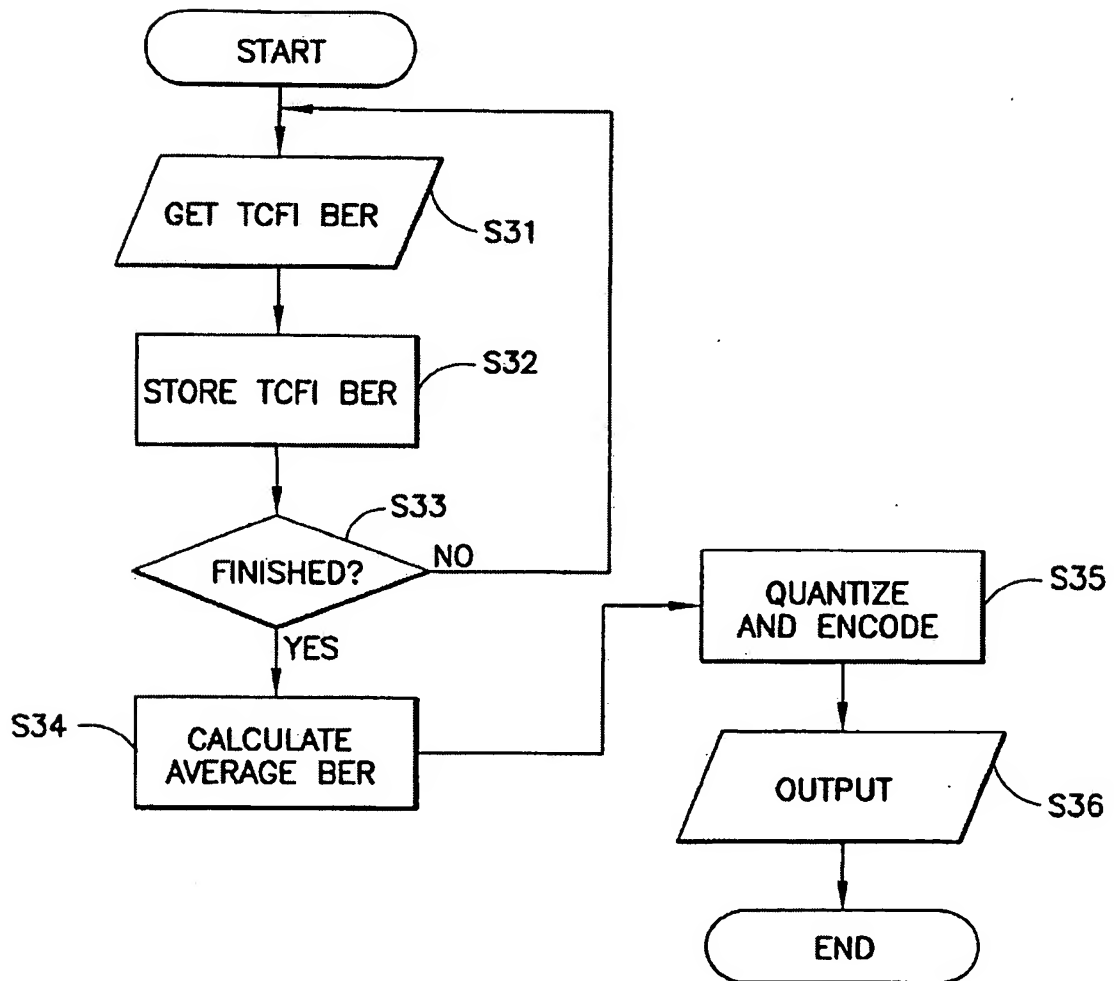 START
GET TCFI BER
S31
STORE TCFI BER
S32
S33
FINISHED?
NO
YES
S34
CALCULATE
AVERAGE BER
QUANTIZE
AND ENCODE
S35
OUTPUT
S36
END